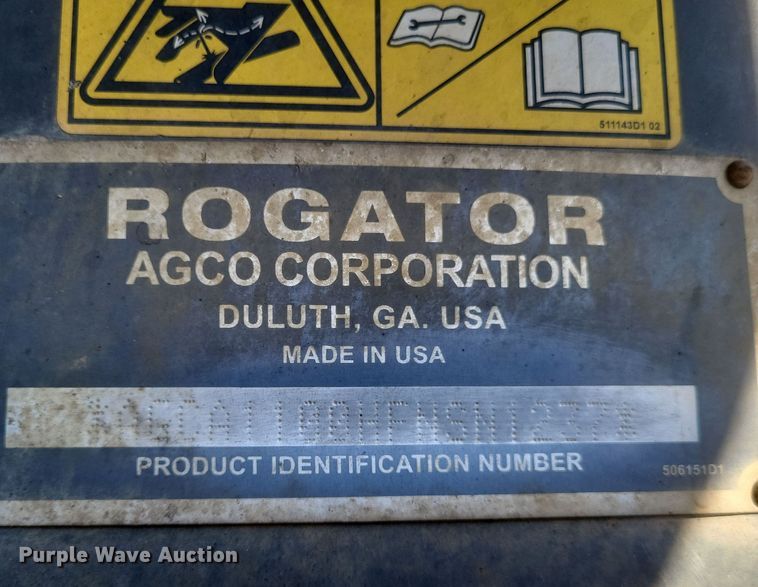 511143D1 02
ROGATOR
AGCO CORPORATION
DULUTH, GA. USA
MADE IN USA
PRODUCT IDENTIFICATION NUMBER
506151D1
Purple Wave Auction